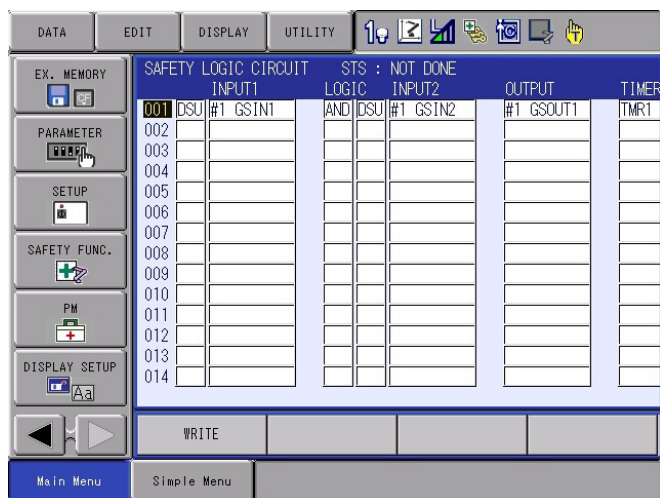 DATA EDIT DISPLAY UTILITY
EX. MEMORY
CF
PARAMETER
SETUP
SAFETY FUNC.
PM
DISPLAY SETUP
Aa
SAFETY LOGIC CIRCUIT STS : NOT DONE
INPUT1 LOGIC INPUT2 OUTPUT TIMER
001 DSU #1 GSIN1 AND DSU #1 GSIN2 #1 GSOUT1 TMR1
002
003
004
005
006
007
008
009
010
011
012
013
014
WRITE
Main Menu Simple Menu